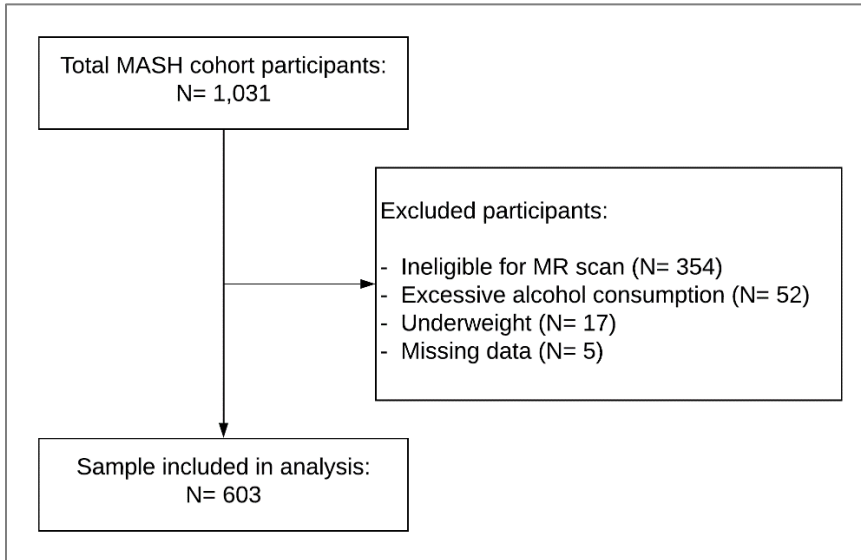 Total MASH cohort participants:
N= 1,031
Excluded participants:
- Ineligible for MR scan (N= 354)
- Excessive alcohol consumption (N= 52)
- Underweight (N= 17)
- Missing data (N= 5)
Sample included in analysis:
N= 603